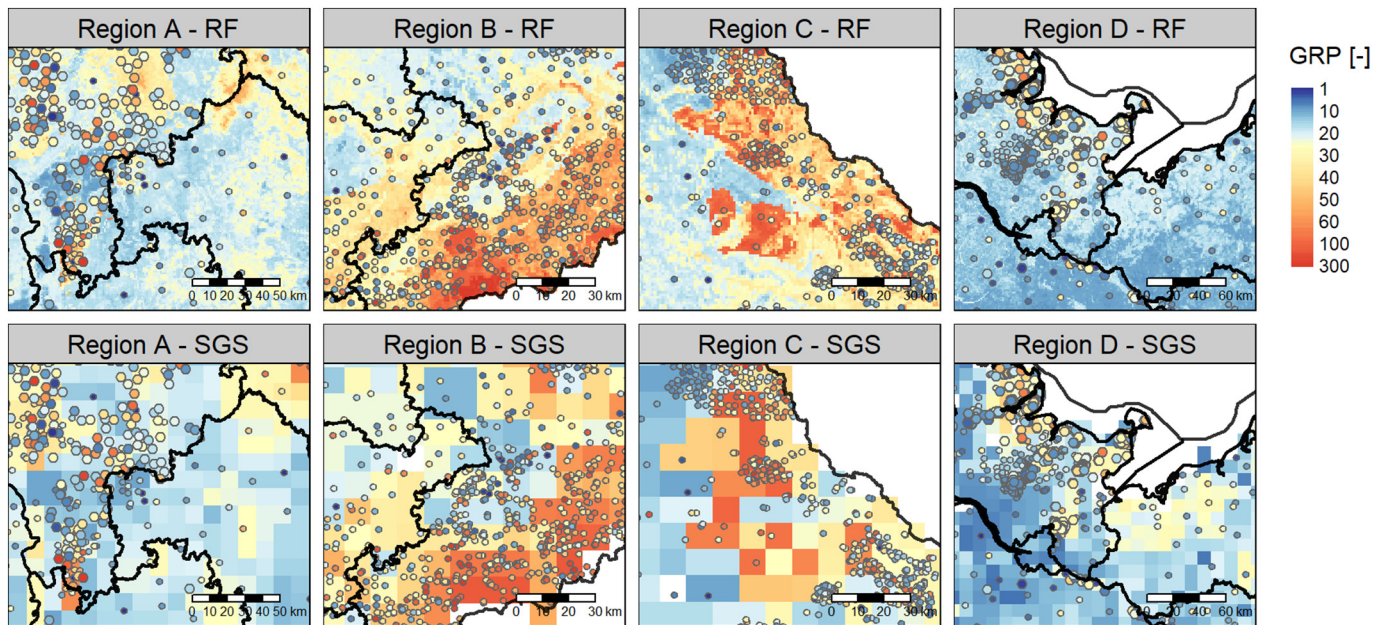 Region A - RF
Region B - RF
Region C - RF
Region D - RF
GRP [-]
1
10
20
30
40
50
60
100
300
0 10 20 30 40 50 km
0 10 20 30 km
0 10 20 30 km
0 20 40 60 km
Region A - SGS
Region B - SGS
Region C - SGS
Region D - SGS
0 10 20 30 40 50 km
0 10 20 30 km
0 10 20 30 km
0 20 40 60 km